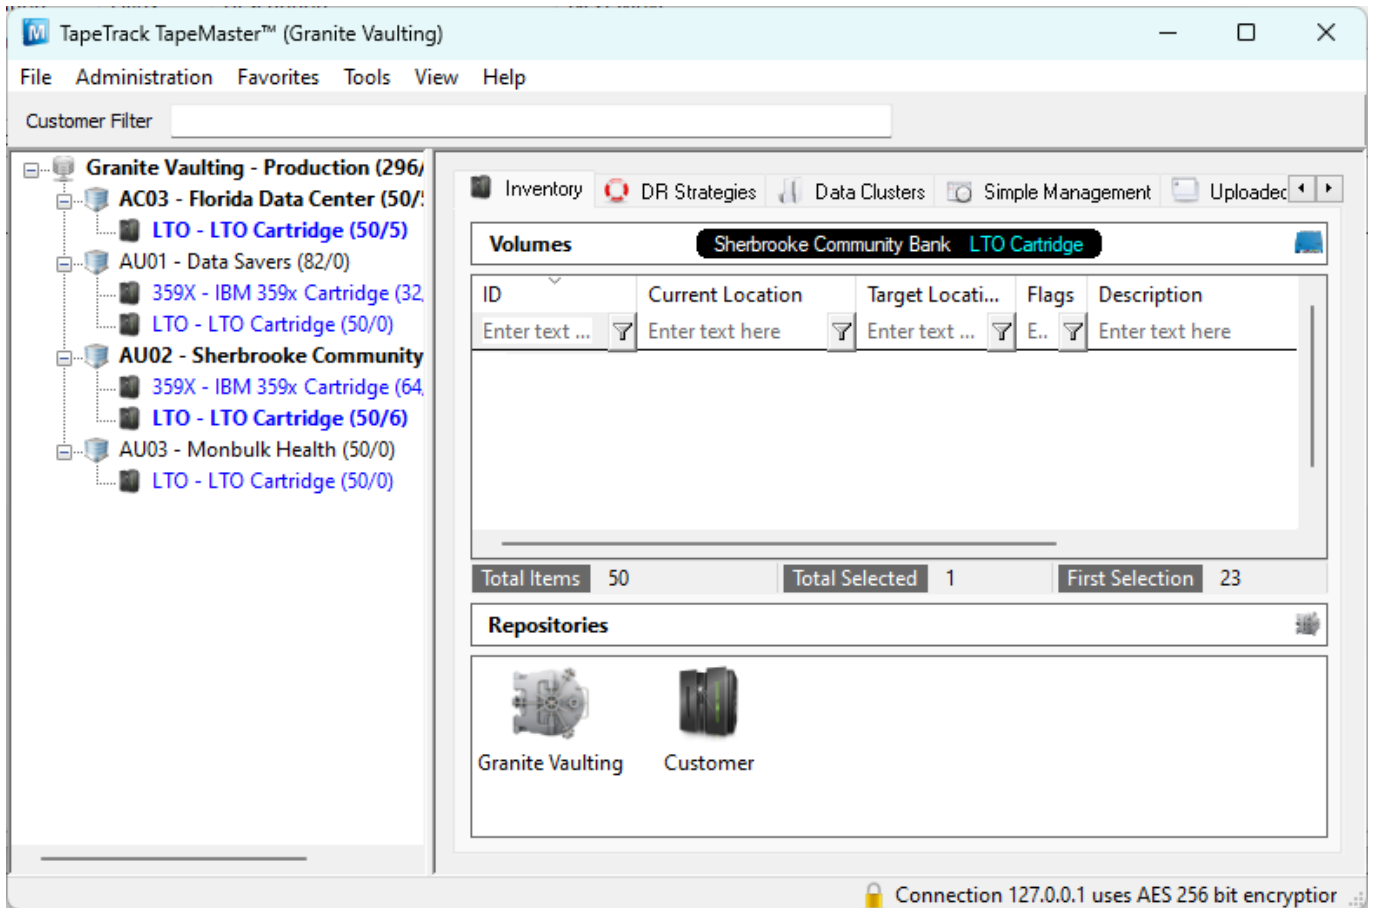 TapeTrack TapeMaster™ (Granite Vaulting)
File Administration Favorites Tools View Help
Customer Filter
Granite Vaulting - Production (296/
AC03 - Florida Data Center (50/
LTO - LTO Cartridge (50/5)
AU01 - Data Savers (82/0)
359X - IBM 359x Cartridge (32
LTO - LTO Cartridge (50/0)
AU02 - Sherbrooke Community
359X - IBM 359x Cartridge (64
LTO - LTO Cartridge (50/6)
AU03 - Monbulk Health (50/0)
LTO - LTO Cartridge (50/0)
Inventory DR Strategies Data Clusters Simple Management Uploaded
Volumes Sherbrooke Community Bank LTO Cartridge
ID Current Location Target Locati... Flags Description
Enter text ... Enter text here Enter text ... E.. Enter text here
Total Items 50 Total Selected 1 First Selection 23
Repositories
Granite Vaulting Customer
Connection 127.0.0.1 uses AES 256 bit encryption